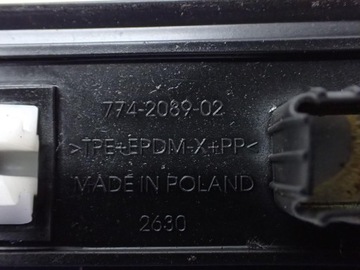 774-2089-02
>TPE+EPDM-X+PP<
MADE IN POLAND
2630